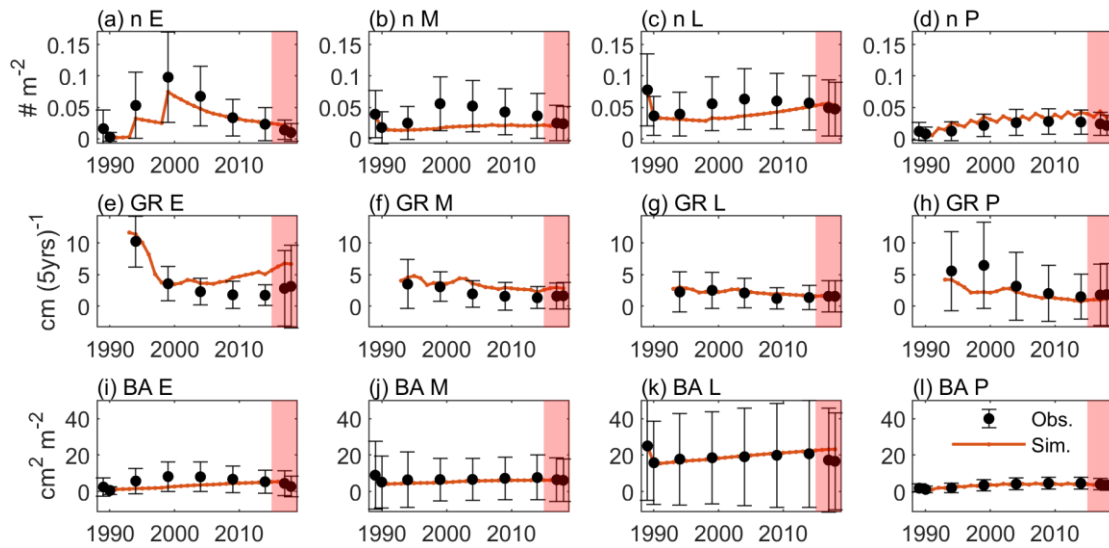 (a) n E
(b) n M
(c) n L
(d) n P
# m-2
0.15
0.1
0.05
0
0.15
0.1
0.05
0
0.15
0.1
0.05
0
0.15
0.1
0.05
0
1990 2000 2010
1990 2000 2010
1990 2000 2010
1990 2000 2010
(e) GR E
(f) GR M
(g) GR L
(h) GR P
cm (5yrs)-1
10
5
0
10
5
0
10
5
0
10
5
0
1990 2000 2010
1990 2000 2010
1990 2000 2010
1990 2000 2010
(i) BA E
(j) BA M
(k) BA L
(l) BA P
cm2 m-2
40
20
0
40
20
0
40
20
0
40
20
0
Obs.
Sim.
1990 2000 2010
1990 2000 2010
1990 2000 2010
1990 2000 2010